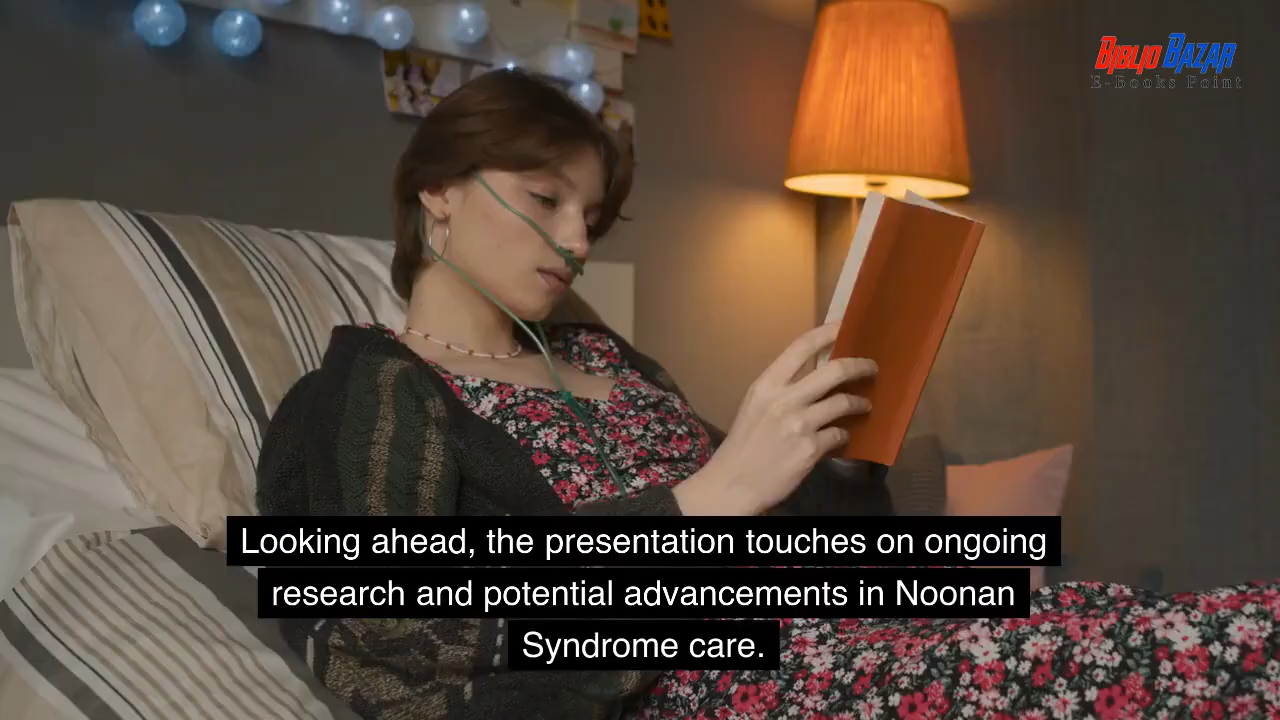 BIBLIO BAZAR
E-Books Point
Looking ahead, the presentation touches on ongoing
research and potential advancements in Noonan
Syndrome care.